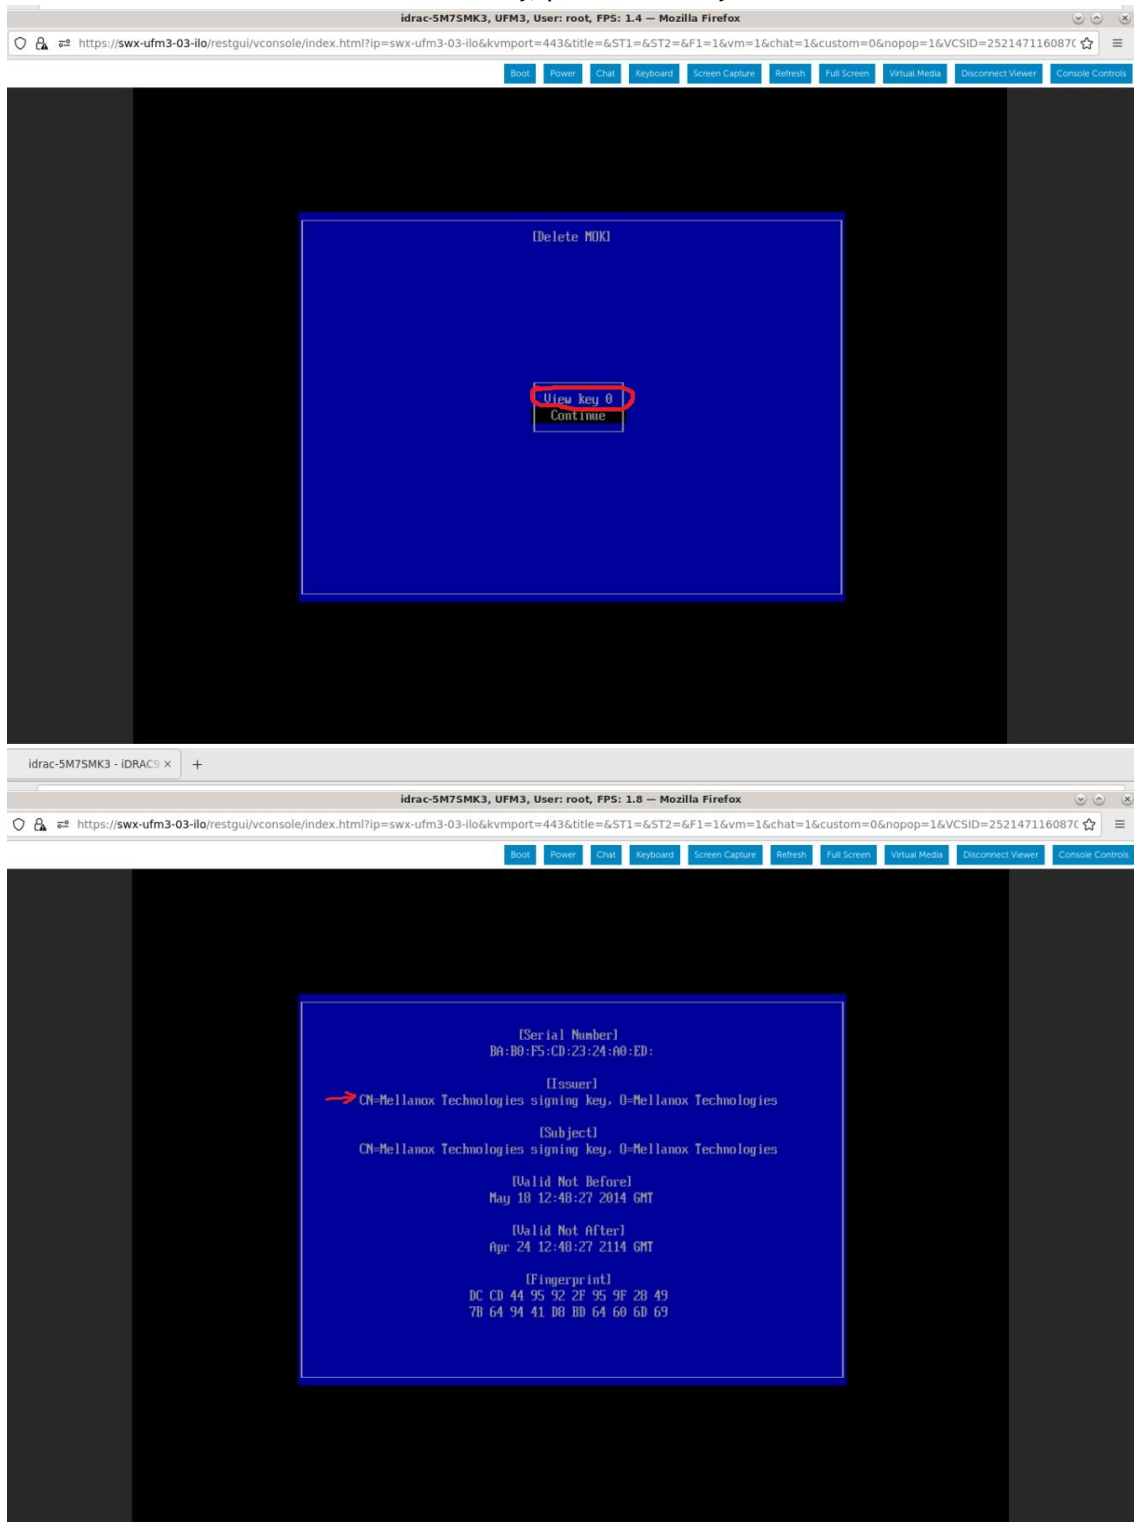 idrac-5M7SMK3, UFM3, User: root, FPS: 1.4 — Mozilla Firefox
https://swx-ufm3-03-ilo/restgui/vconsole/index.html?ip=swx-ufm3-03-ilo&kvmport=443&title=&ST1=&ST2=&F1=1&vm=1&chat=1&custom=0&nopop=1&VCSID=2521471160870
Boot Power Chat Keyboard Screen Capture Refresh Full Screen Virtual Media Disconnect Viewer Console Controls
[Delete MOK]
View key 0
Continue
idrac-5M7SMK3 - iDRAC9 × +
idrac-5M7SMK3, UFM3, User: root, FPS: 1.8 — Mozilla Firefox
https://swx-ufm3-03-ilo/restgui/vconsole/index.html?ip=swx-ufm3-03-ilo&kvmport=443&title=&ST1=&ST2=&F1=1&vm=1&chat=1&custom=0&nopop=1&VCSID=2521471160870
Boot Power Chat Keyboard Screen Capture Refresh Full Screen Virtual Media Disconnect Viewer Console Controls
[Serial Number]
BA:B0:F5:CD:23:24:A0:ED:
[Issuer]
CN=Mellanox Technologies signing key, O=Mellanox Technologies
[Subject]
CN=Mellanox Technologies signing key, O=Mellanox Technologies
[Valid Not Before]
May 18 12:48:27 2014 GMT
[Valid Not After]
Apr 24 12:48:27 2114 GMT
[Fingerprint]
DC CD 44 95 92 2F 95 9F 28 49
7B 64 94 41 D8 BD 64 60 6D 69